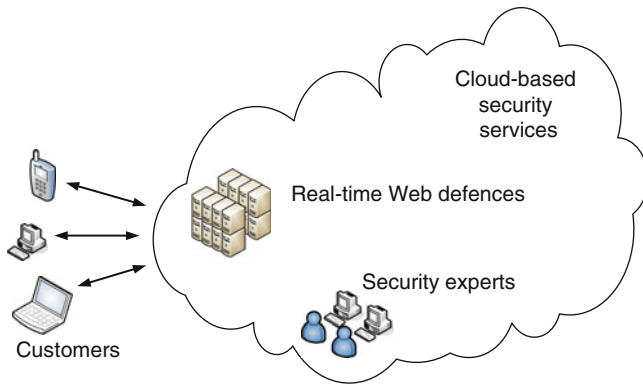 Cloud-based
security
services
Real-time Web defences
Security experts
Customers